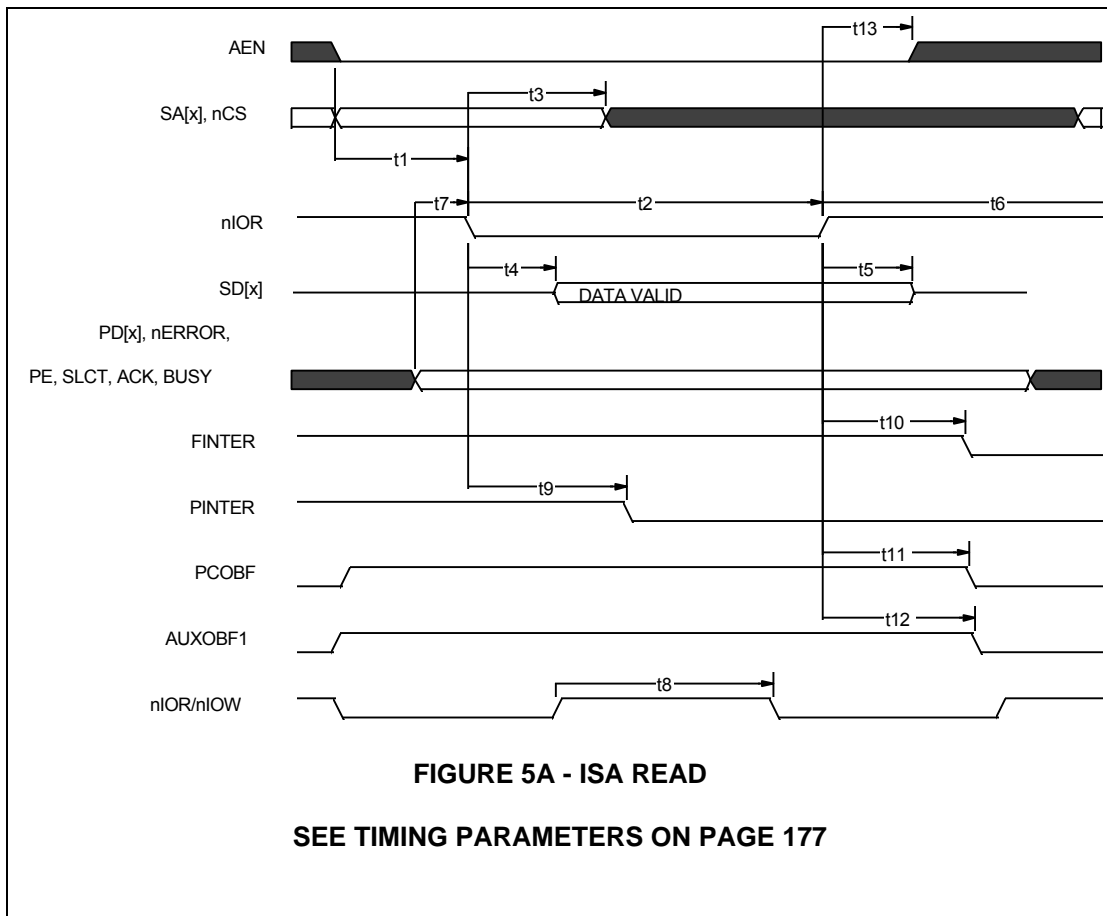 t13
AEN
t3
SA[x], nCS
t1
t7
t2
t6
nIOR
t4
t5
SD[x]
DATA VALID
PD[x], nERROR,
PE, SLCT, ACK, BUSY
t10
FINTER
t9
PINTER
t11
PCOBF
t12
AUXOBF1
t8
nIOR/nIOW
FIGURE 5A - ISA READ
SEE TIMING PARAMETERS ON PAGE 177